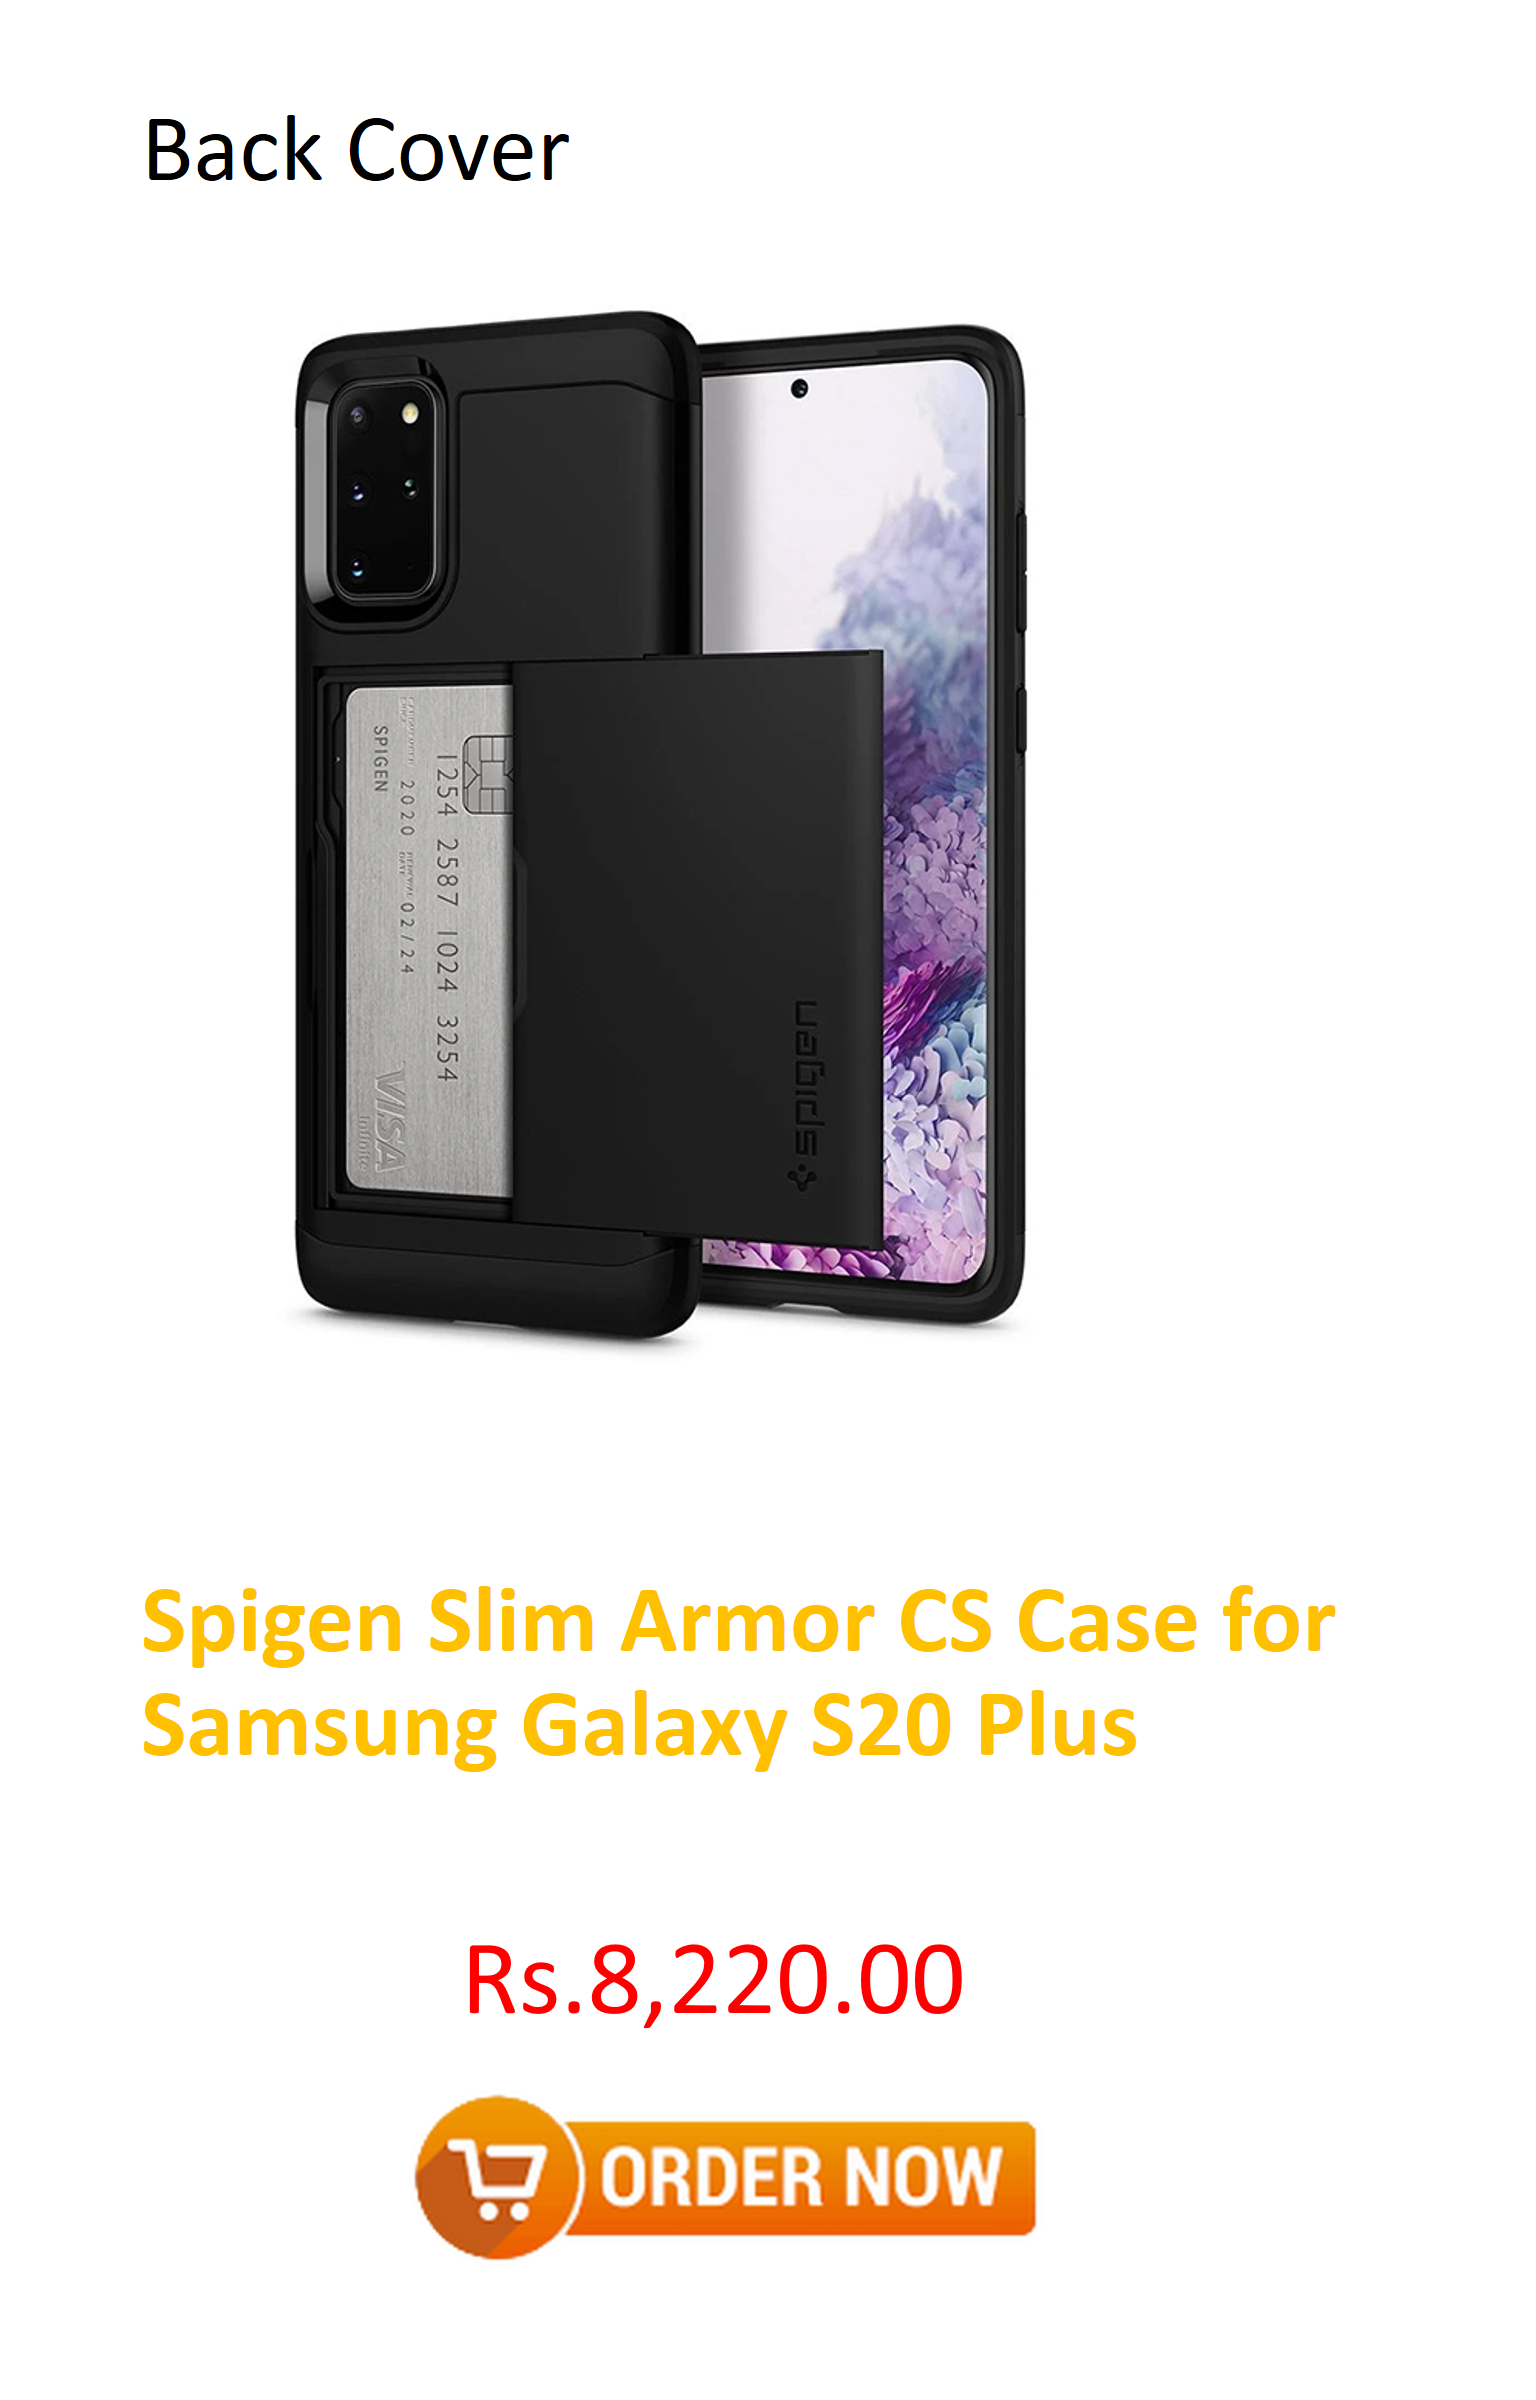 Back Cover
SPIGEN
2020 02/24
1254 2587 1024 3254
VISA
Infinite
spigen
Spigen Slim Armor CS Case for
Samsung Galaxy S20 Plus
Rs.8,220.00
ORDER NOW